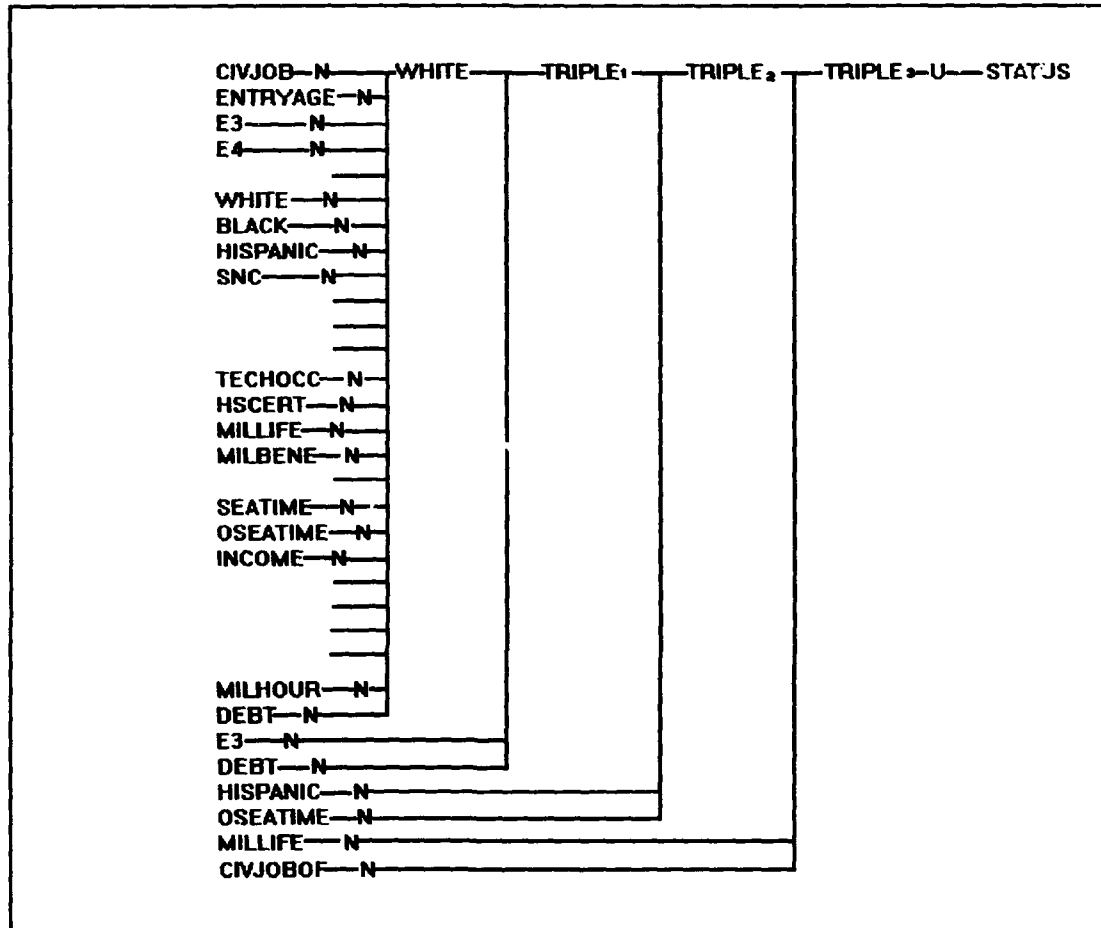 CIVJOB N WHITE TRIPLE1 TRIPLE2 TRIPLE3 U STATUS
ENTRYAGE N
E3 N
E4 N
WHITE N
BLACK N
HISPANIC N
SNC N
TECHOCC N
HSCERT N
MILLIFE N
MILBENE N
SEATIME N
OSEATIME N
INCOME N
MILHOUR N
DEBT N
E3 N
DEBT N
HISPANIC N
OSEATIME N
MILLIFE N
CIVJOBOF N